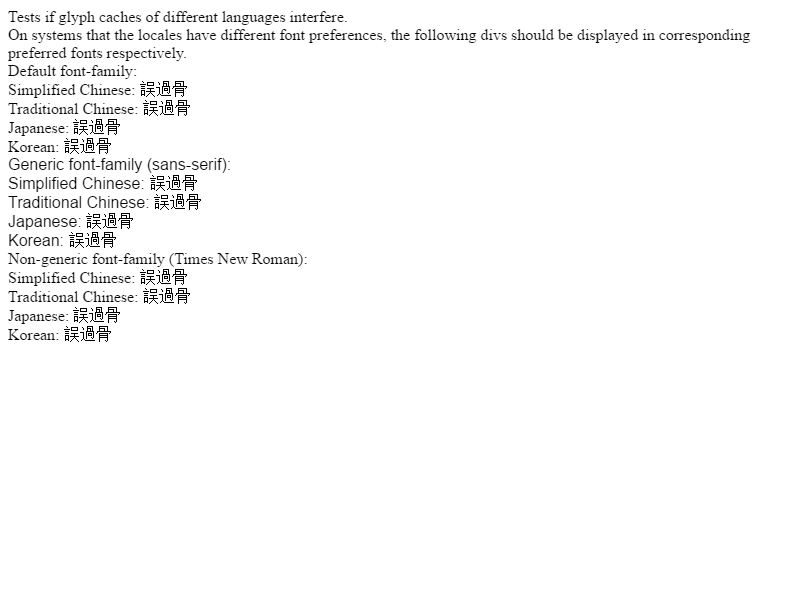 Tests if glyph caches of different languages interfere.
On systems that the locales have different font preferences, the following divs should be displayed in corresponding
preferred fonts respectively.
Default font-family:
Simplified Chinese: 誤過骨
Traditional Chinese: 誤過骨
Japanese: 誤過骨
Korean: 誤過骨
Generic font-family (sans-serif):
Simplified Chinese: 誤過骨
Traditional Chinese: 誤過骨
Japanese: 誤過骨
Korean: 誤過骨
Non-generic font-family (Times New Roman):
Simplified Chinese: 誤過骨
Traditional Chinese: 誤過骨
Japanese: 誤過骨
Korean: 誤過骨